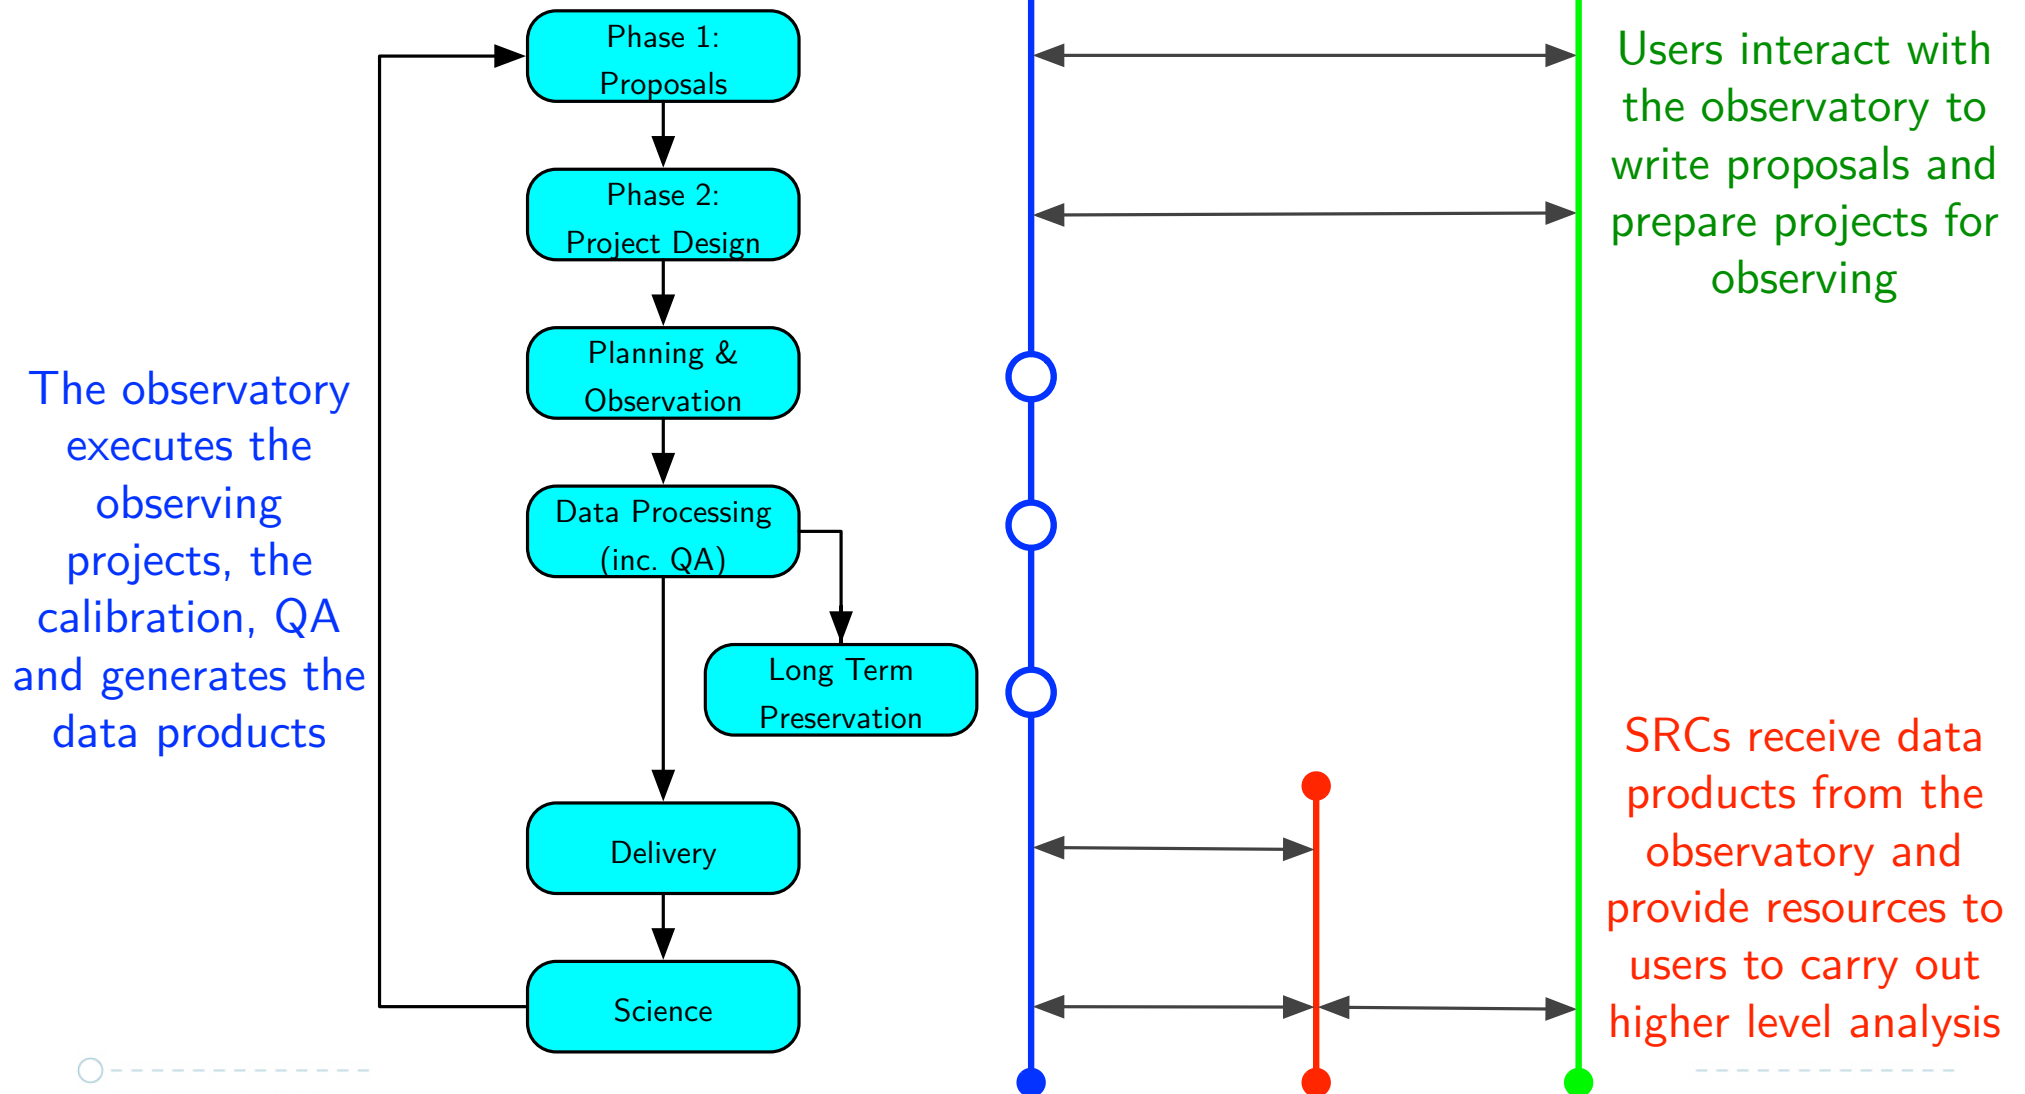 Phase 1:
Proposals
Phase 2:
Project Design
Planning &
Observation
Data Processing
(inc. QA)
Long Term
Preservation
Delivery
Science
The observatory
executes the
observing
projects, the
calibration, QA
and generates the
data products
Users interact with
the observatory to
write proposals and
prepare projects for
observing
SRCs receive data
products from the
observatory and
provide resources to
users to carry out
higher level analysis